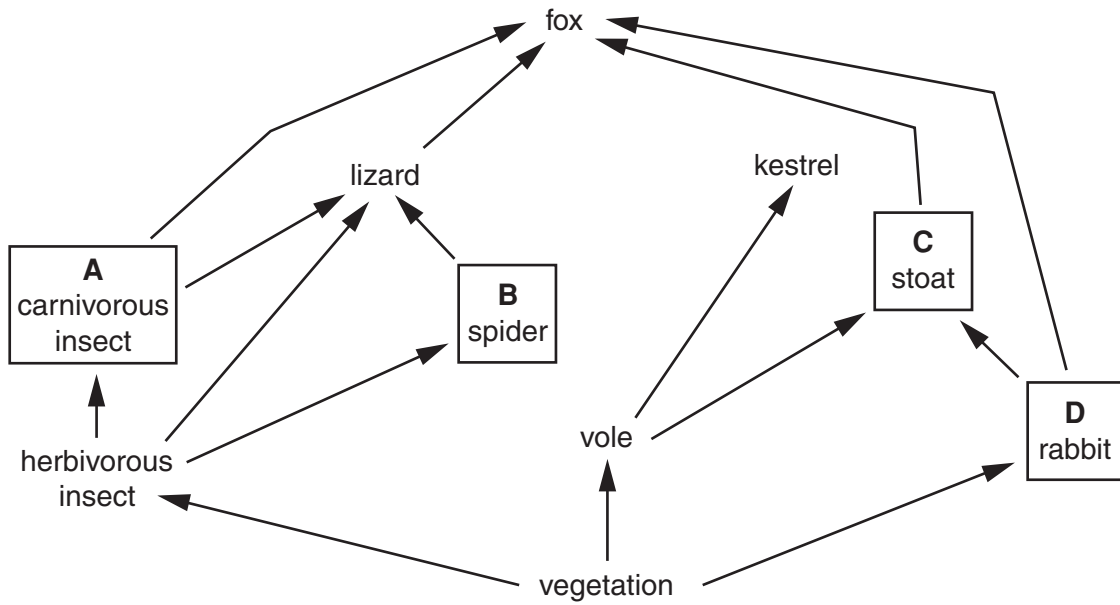 fox
lizard
kestrel
A
carnivorous
insect
B
spider
C
stoat
D
rabbit
herbivorous
insect
vole
vegetation